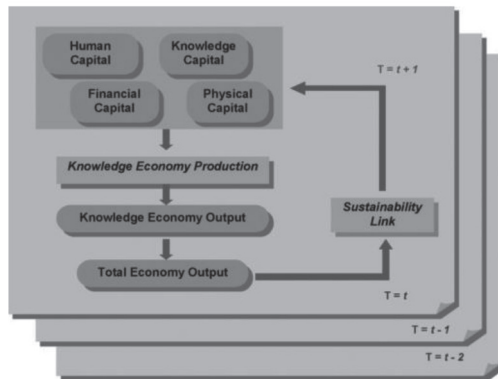 Human
Capital
Knowledge
Capital
Financial
Capital
Physical
Capital
T = t + 1
Knowledge Economy Production
Knowledge Economy Output
Sustainability
Link
Total Economy Output
T = t
T = t - 1
T = t - 2